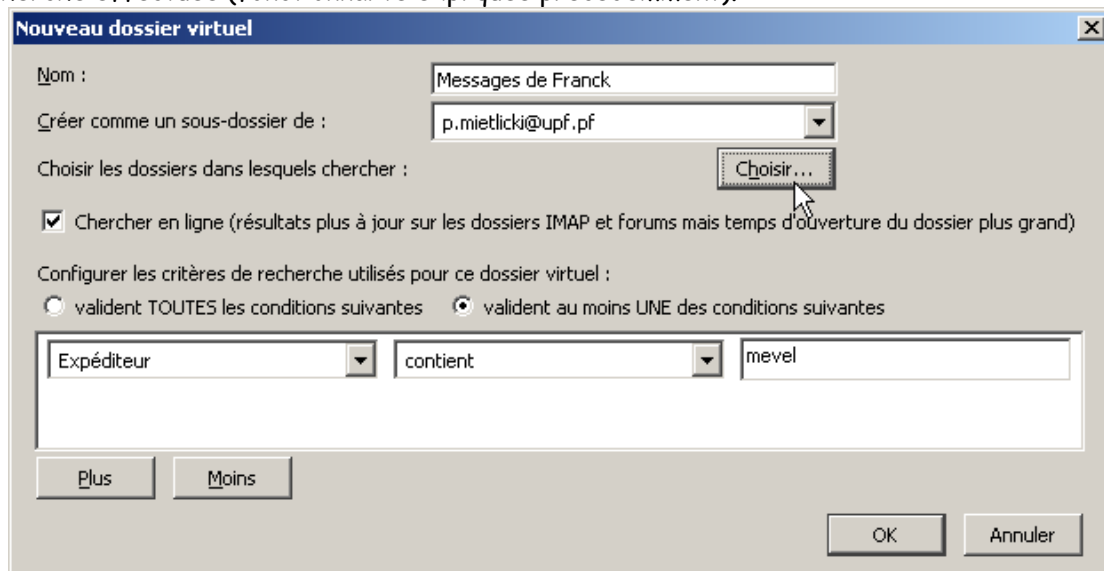 Nouveau dossier virtuel
Nom :
Messages de Franck
Créer comme un sous-dossier de :
p.mietlicki@upf.pf
Choisir les dossiers dans lesquels chercher :
Choisir...
Chercher en ligne (résultats plus à jour sur les dossiers IMAP et forums mais temps d'ouverture du dossier plus grand)
Configurer les critères de recherche utilisés pour ce dossier virtuel :
valident TOUTES les conditions suivantes valident au moins UNE des conditions suivantes
Expéditeur contient mevel
Plus Moins
OK Annuler